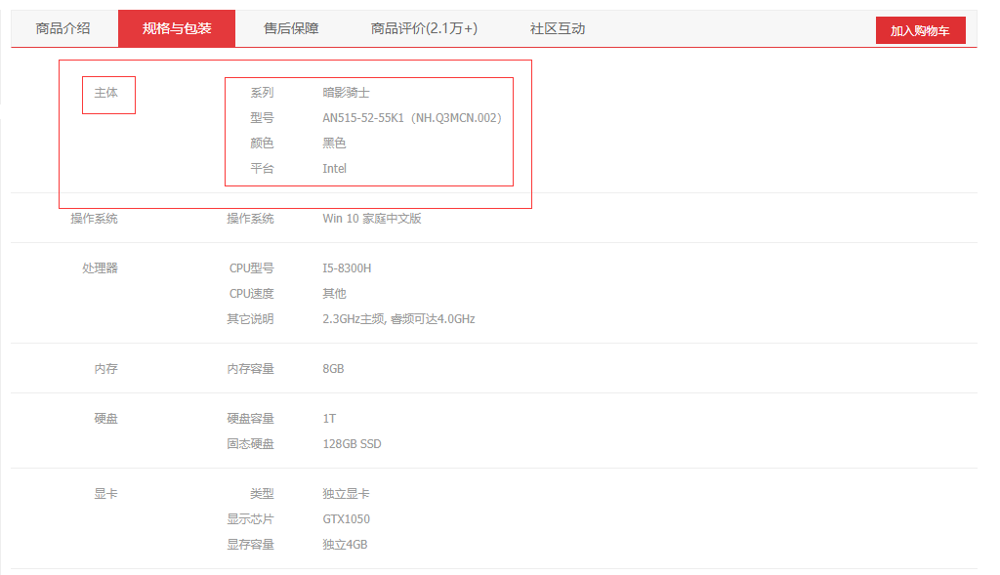 商品介绍 规格与包装 售后保障 商品评价(2.1万+) 社区互动 加入购物车
主体 系列 暗影骑士
型号 AN515-52-55K1（NH.Q3MCN.002）
颜色 黑色
平台 Intel
操作系统 操作系统 Win 10 家庭中文版
处理器 CPU型号 I5-8300H
CPU速度 其他
其它说明 2.3GHz主频, 睿频可达4.0GHz
内存 内存容量 8GB
硬盘 硬盘容量 1T
固态硬盘 128GB SSD
显卡 类型 独立显卡
显示芯片 GTX1050
显存容量 独立4GB